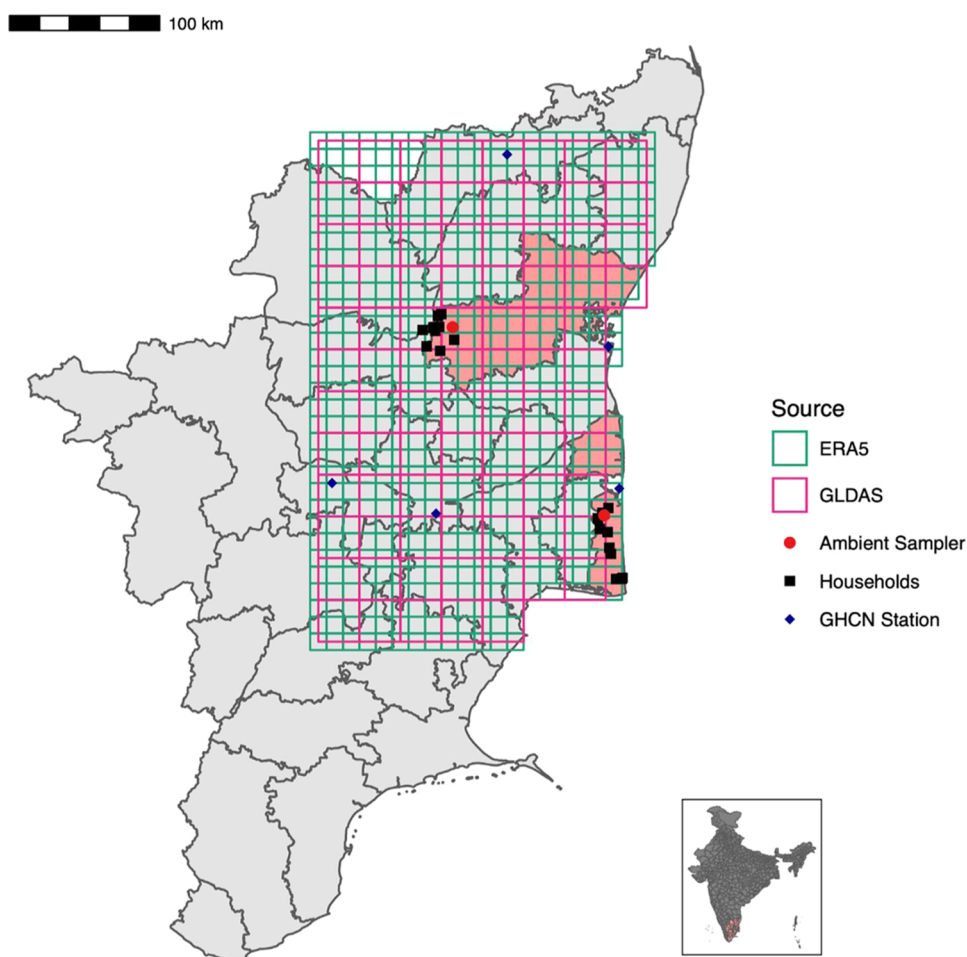 100 km
Source
ERA5
GLDAS
Ambient Sampler
Households
GHCN Station